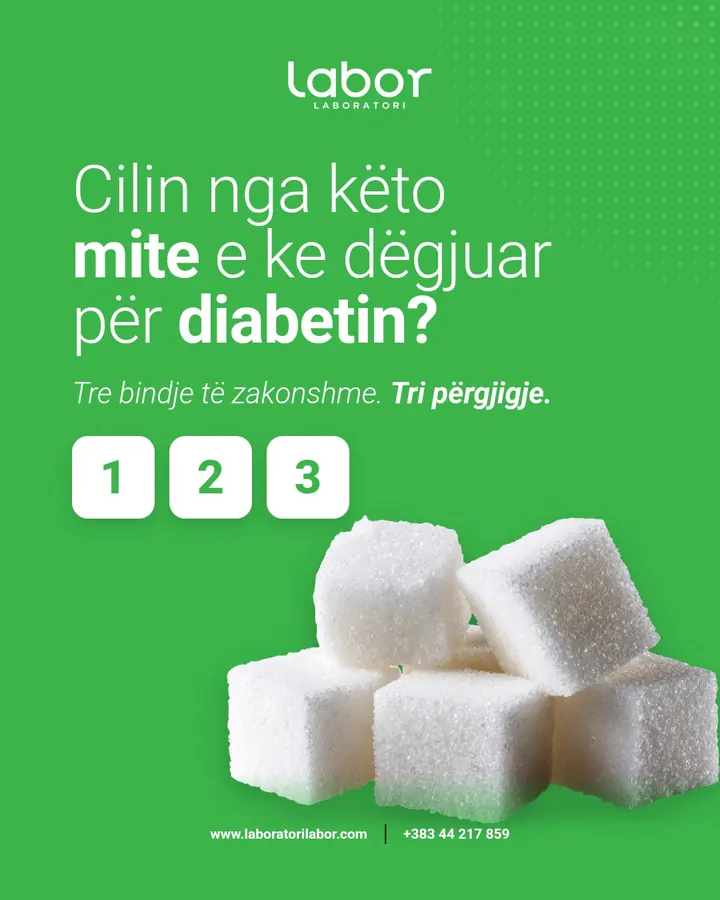 Labor
LABORATORI
Cilin nga këto
mite e ke dëgjuar
për diabetin?
Tre bindje të zakonshme. Tri përgjigje.
1 2 3
www.laboratorilabor.com | +383 44 217 859